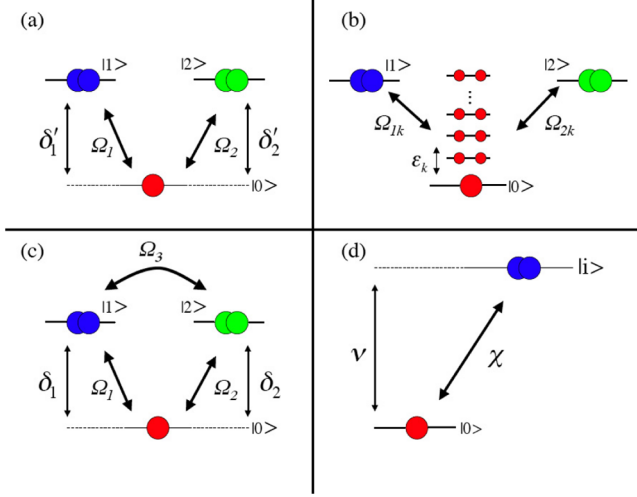 (a)
|1>
|2>
δ′₁
Ω₁
Ω₂
δ′₂
|0>
(b)
|1>
⋮
|2>
Ω₁ₖ
Ω₂ₖ
εₖ
|0>
(c)
Ω₃
|1>
|2>
δ₁
Ω₁
Ω₂
δ₂
|0>
(d)
|i>
ν
χ
|0>